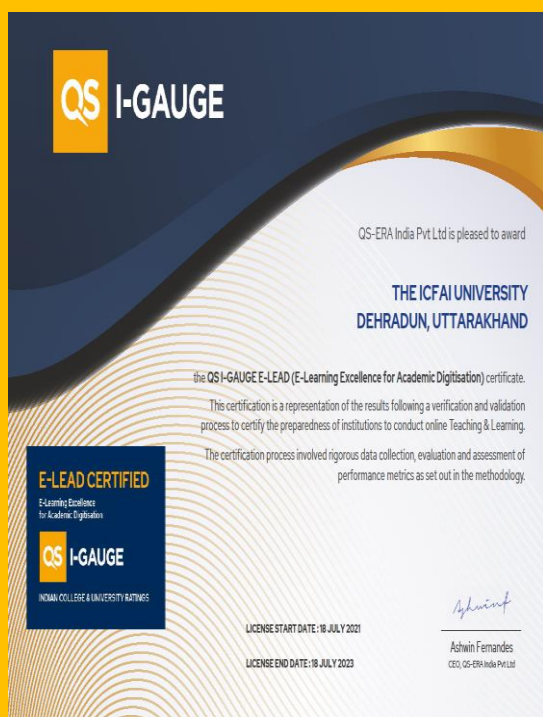 QS I-GAUGE
QS-ERA India Pvt Ltd is pleased to award
THE ICFAI UNIVERSITY
DEHRADUN, UTTARAKHAND
the QS I-GAUGE E-LEAD (E-Learning Excellence for Academic Digitisation) certificate.
This certification is a representation of the results following a verification and validation
process to certify the preparedness of institutions to conduct online Teaching & Learning.
The certification process involved rigorous data collection, evaluation and assessment of
performance metrics as set out in the methodology.
E-LEAD CERTIFIED
E-Learning Excellence
for Academic Digitisation
QS I-GAUGE
INDIAN COLLEGE & UNIVERSITY RATINGS
LICENSE START DATE : 18 JULY 2021
LICENSE END DATE : 18 JULY 2023
Ashwinf
Ashwin Fernandes
CEO, QS-ERA India Pvt Ltd